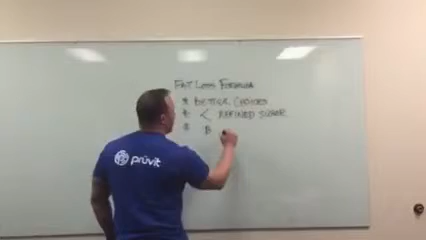 FAT LOSS FORMULA
* BETTER CHOICES
* < REFINED SUGAR
* B
prüvit